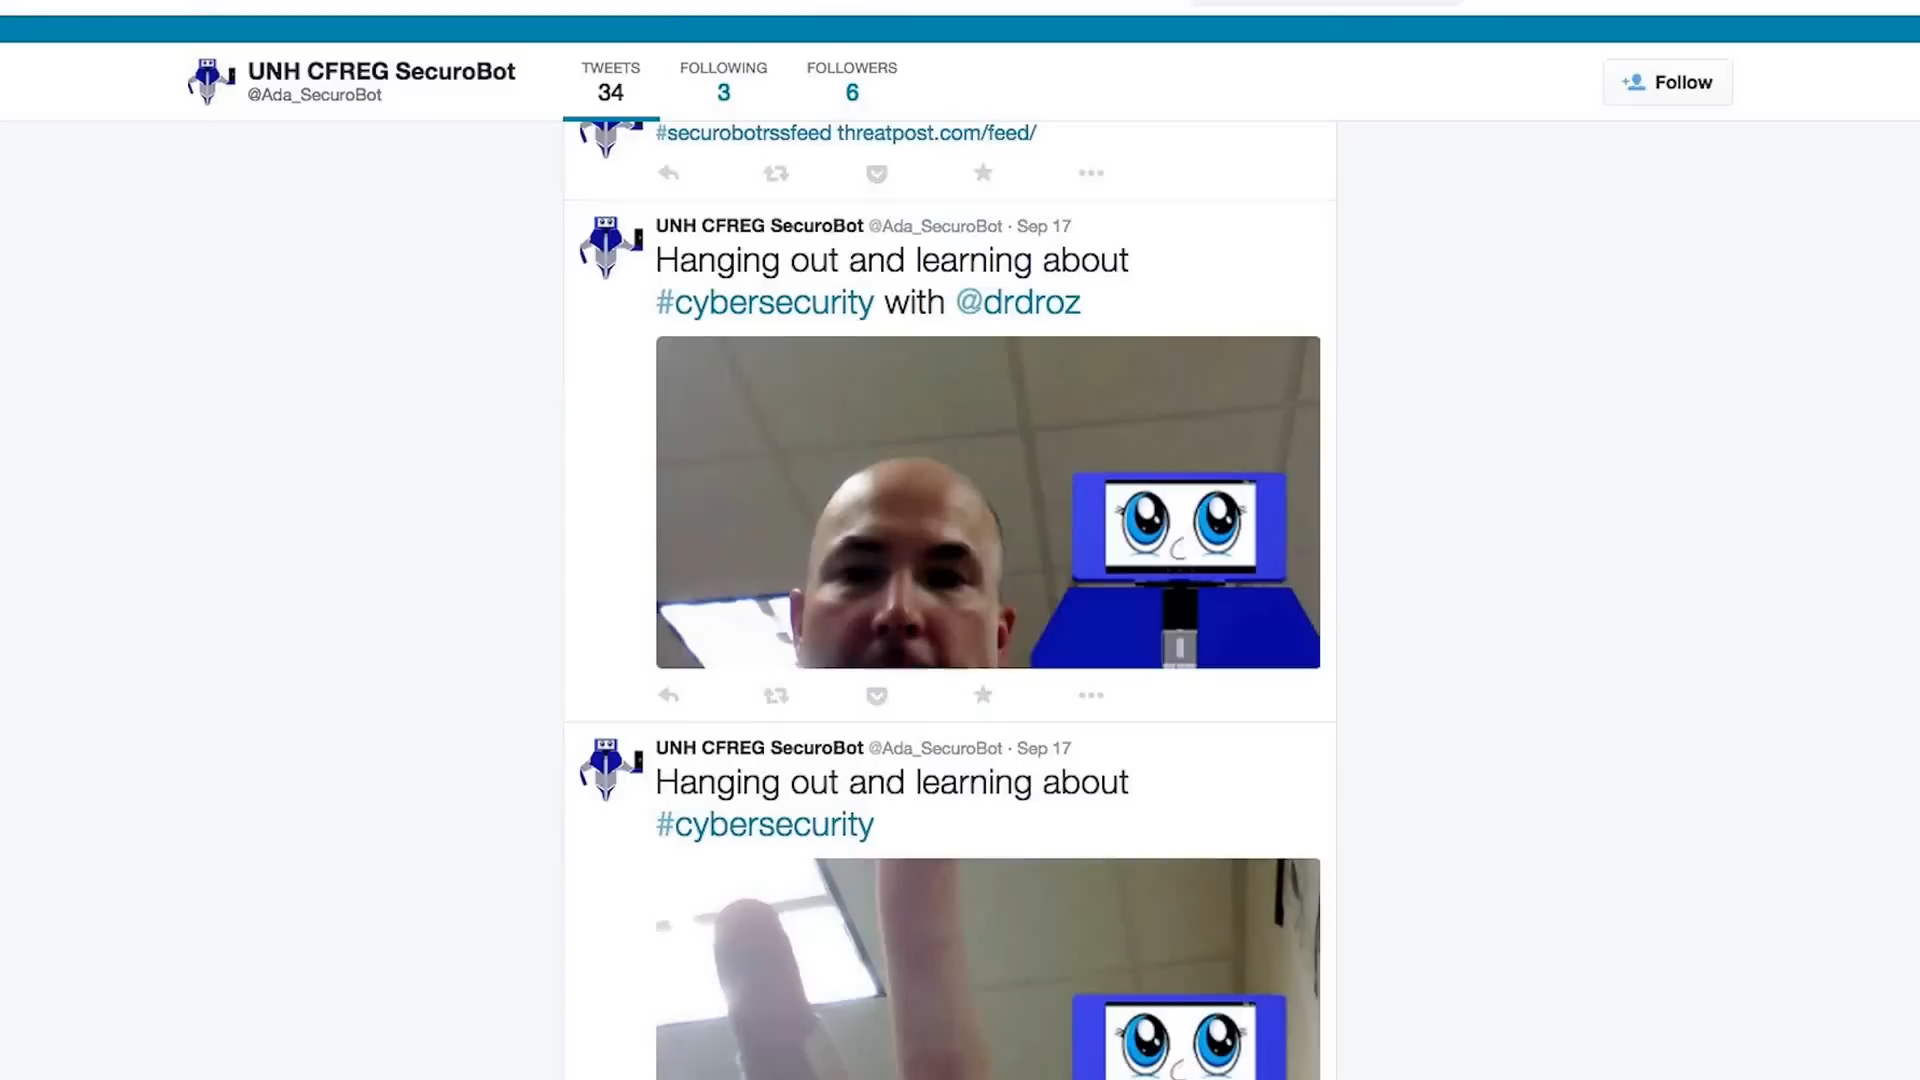 UNH CFREG SecuroBot
@Ada_SecuroBot
TWEETS
34
FOLLOWING
3
FOLLOWERS
6
Follow
#securobotrssfeed threatpost.com/feed/
UNH CFREG SecuroBot @Ada_SecuroBot · Sep 17
Hanging out and learning about
#cybersecurity with @drdroz
UNH CFREG SecuroBot @Ada_SecuroBot · Sep 17
Hanging out and learning about
#cybersecurity